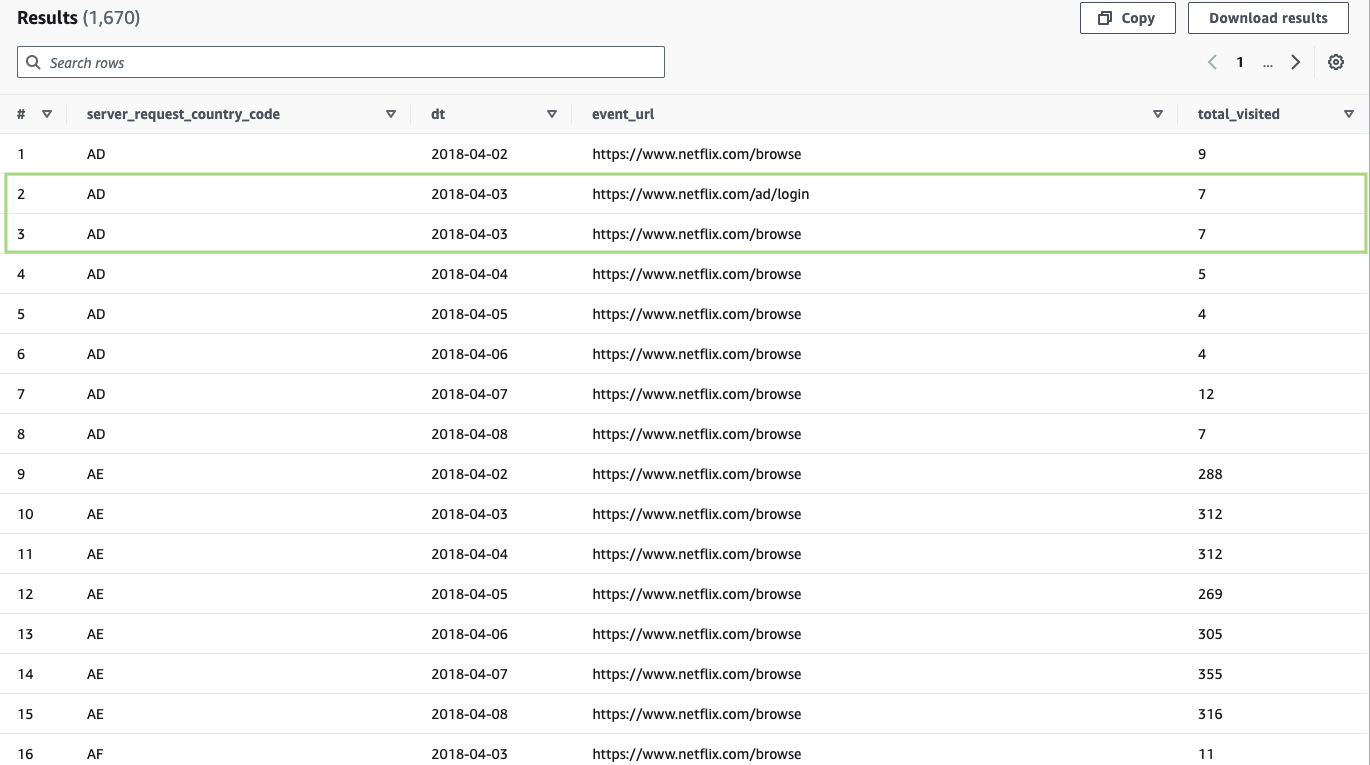 Results (1,670)
Copy
Download results
Search rows
1 ...
# server_request_country_code dt event_url total_visited
1 AD 2018-04-02 https://www.netflix.com/browse 9
2 AD 2018-04-03 https://www.netflix.com/ad/login 7
3 AD 2018-04-03 https://www.netflix.com/browse 7
4 AD 2018-04-04 https://www.netflix.com/browse 5
5 AD 2018-04-05 https://www.netflix.com/browse 4
6 AD 2018-04-06 https://www.netflix.com/browse 4
7 AD 2018-04-07 https://www.netflix.com/browse 12
8 AD 2018-04-08 https://www.netflix.com/browse 7
9 AE 2018-04-02 https://www.netflix.com/browse 288
10 AE 2018-04-03 https://www.netflix.com/browse 312
11 AE 2018-04-04 https://www.netflix.com/browse 312
12 AE 2018-04-05 https://www.netflix.com/browse 269
13 AE 2018-04-06 https://www.netflix.com/browse 305
14 AE 2018-04-07 https://www.netflix.com/browse 355
15 AE 2018-04-08 https://www.netflix.com/browse 316
16 AF 2018-04-03 https://www.netflix.com/browse 11